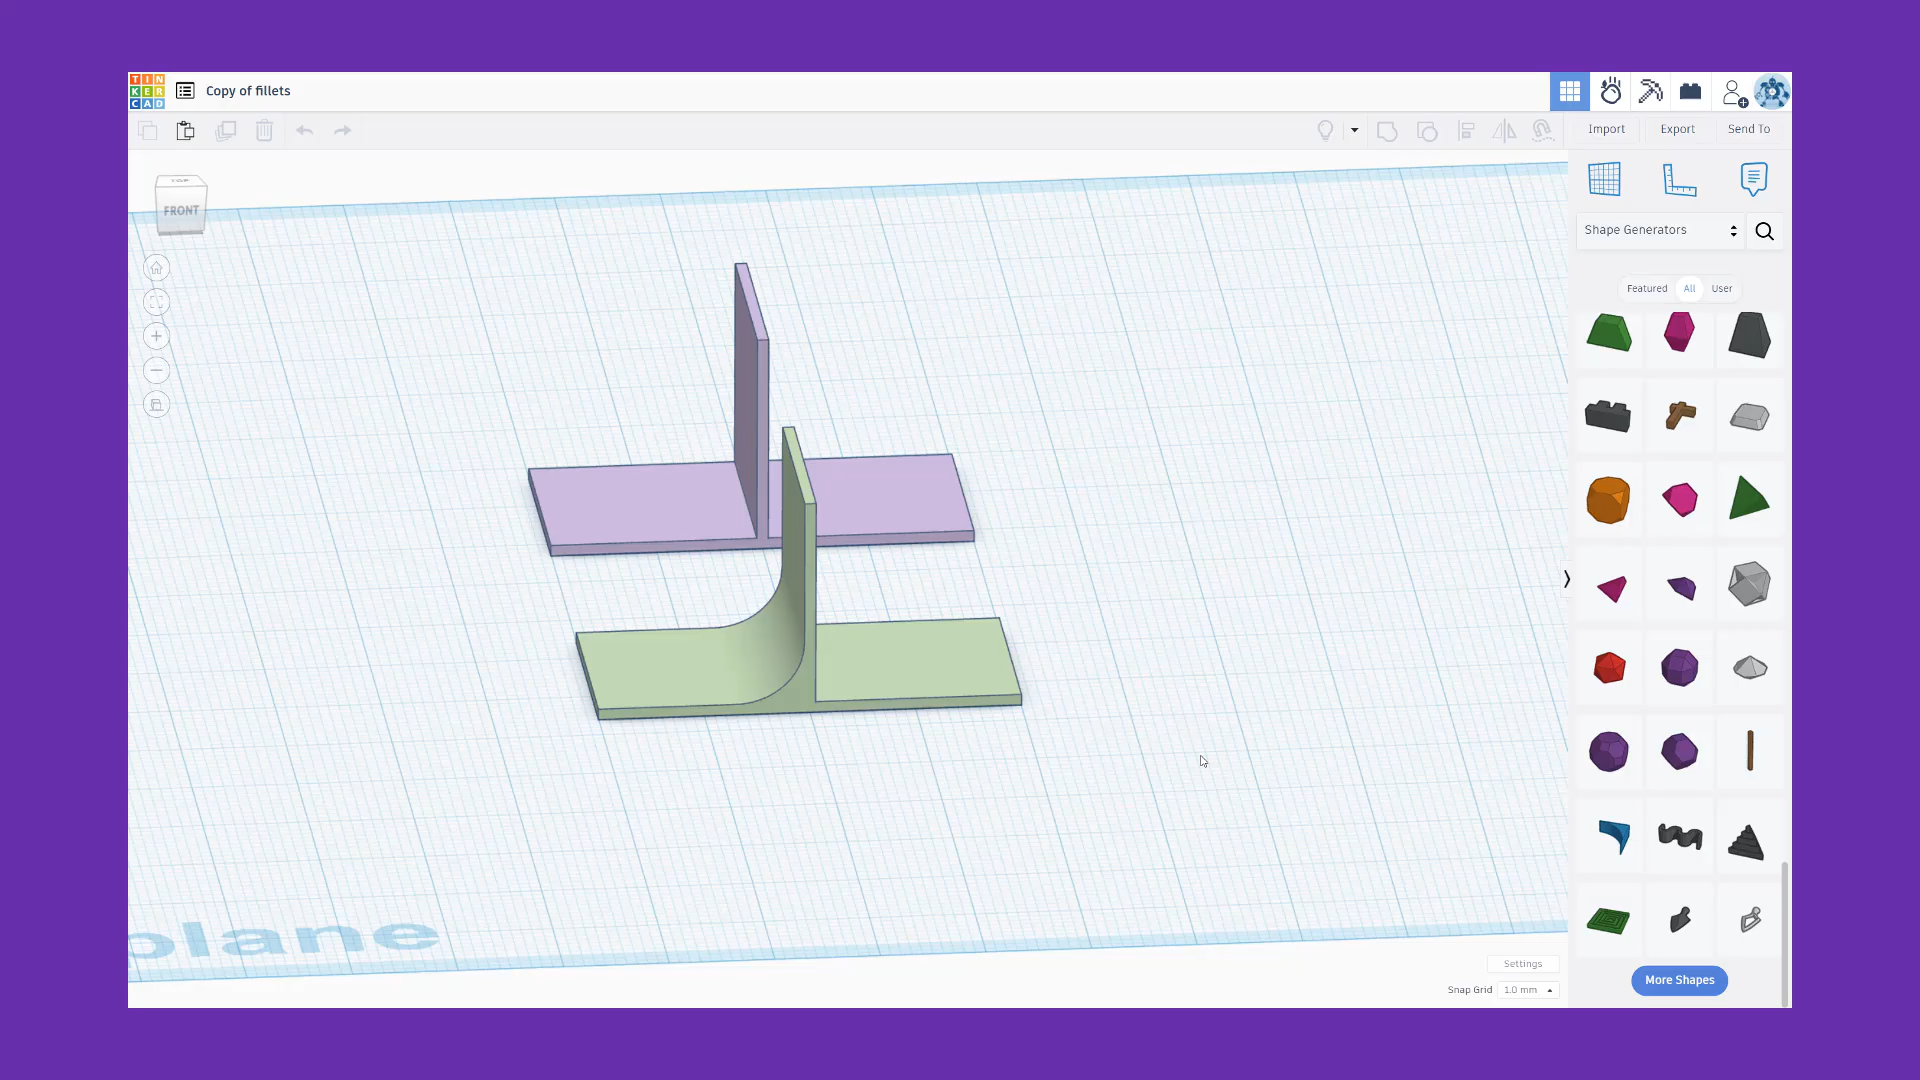 TIN
KER
CAD
Copy of fillets
Import
Export
Send To
TOP
FRONT
Shape Generators
Featured
All
User
plane
Settings
Snap Grid 1.0 mm
More Shapes